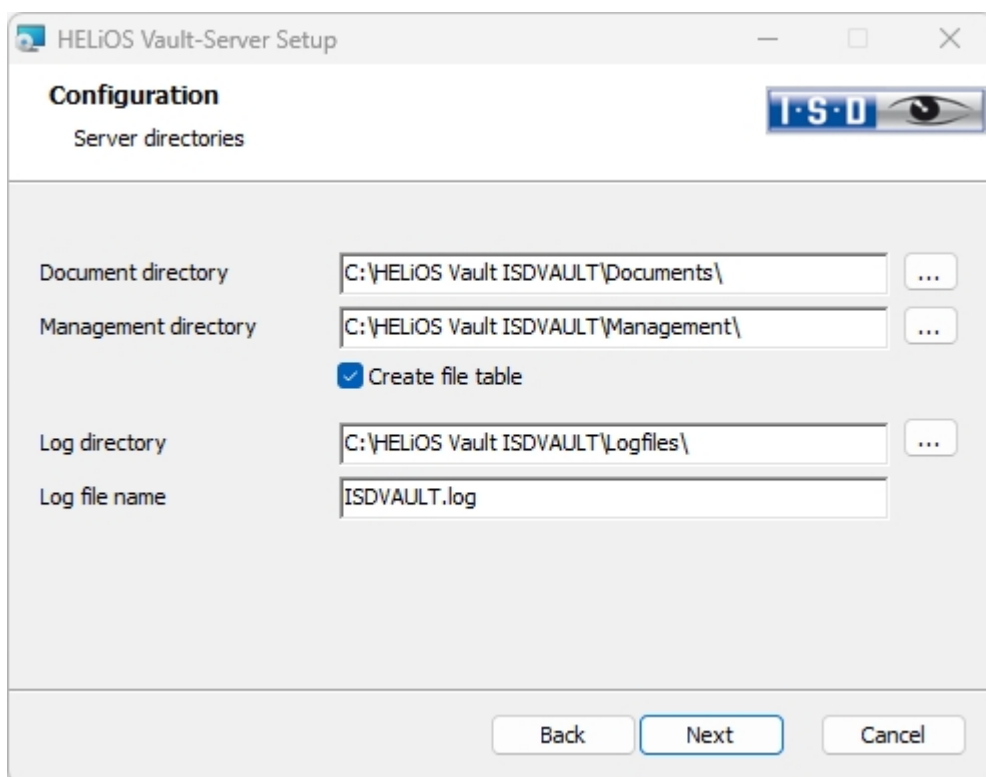 HELiOS Vault-Server Setup
Configuration
Server directories
I·S·D
Document directory
C:\HELiOS Vault ISDVAULT\Documents\
...
Management directory
C:\HELiOS Vault ISDVAULT\Management\
...
Create file table
Log directory
C:\HELiOS Vault ISDVAULT\Logfiles\
...
Log file name
ISDVAULT.log
Back
Next
Cancel